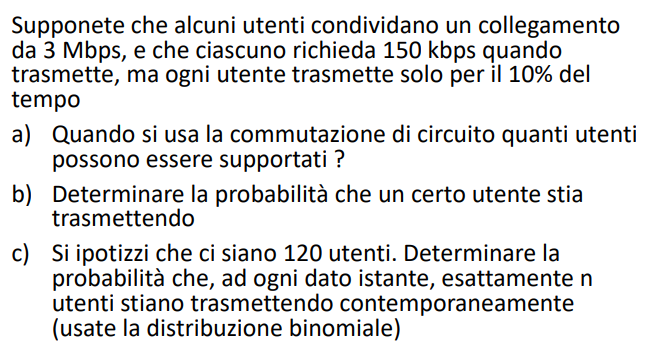 Supponete che alcuni utenti condividano un collegamento
da 3 Mbps, e che ciascuno richieda 150 kbps quando
trasmette, ma ogni utente trasmette solo per il 10% del
tempo
a) Quando si usa la commutazione di circuito quanti utenti
possono essere supportati ?
b) Determinare la probabilità che un certo utente stia
trasmettendo
c) Si ipotizzi che ci siano 120 utenti. Determinare la
probabilità che, ad ogni dato istante, esattamente n
utenti stiano trasmettendo contemporaneamente
(usate la distribuzione binomiale)